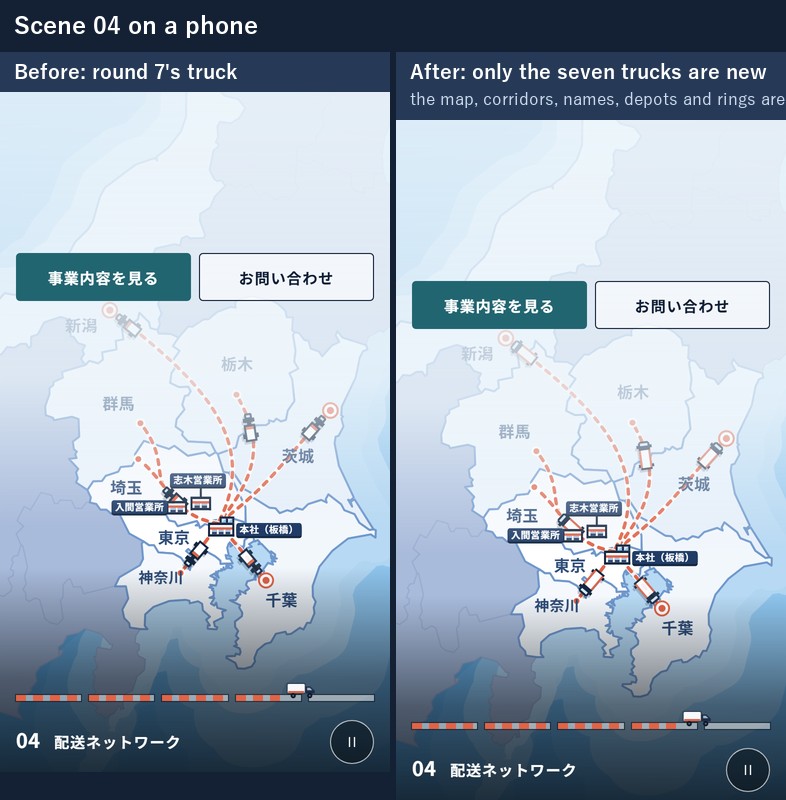 Scene 04 on a phone
Before: round 7's truck
事業内容を見る
お問い合わせ
新潟
栃木
群馬
茨城
埼玉
志木営業所
入間営業所
本社（板橋）
東京
神奈川
千葉
04 配送ネットワーク
After: only the seven trucks are new
the map, corridors, names, depots and rings are
事業内容を見る
お問い合わせ
新潟
栃木
群馬
茨城
埼玉
志木営業所
入間営業所
本社（板橋）
東京
神奈川
千葉
04 配送ネットワーク